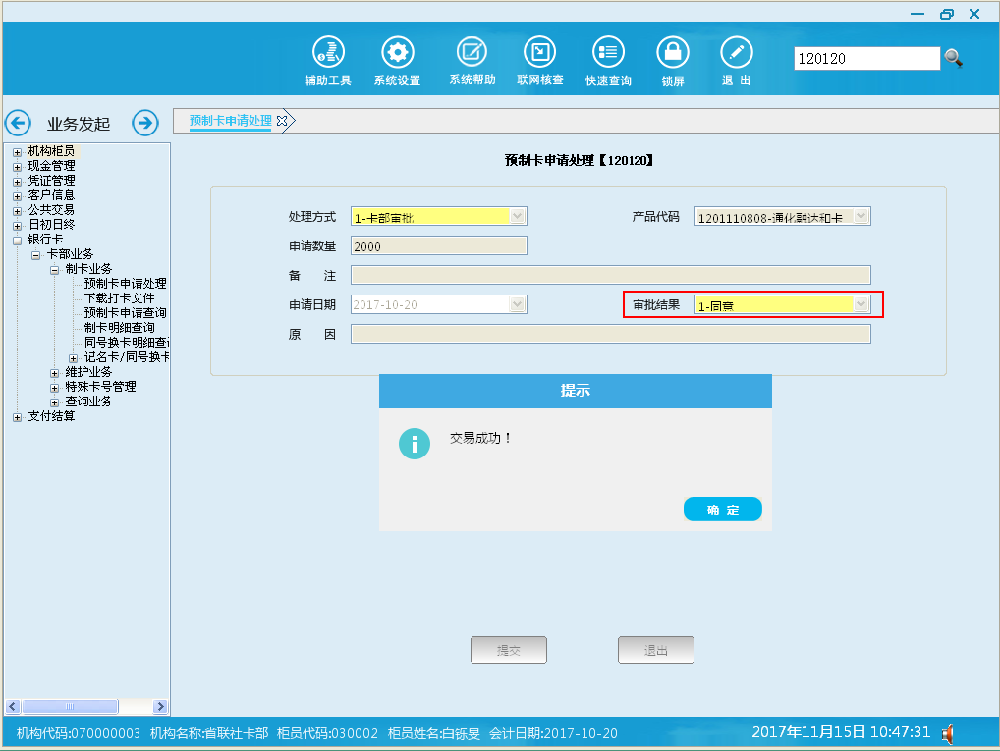 辅助工具 系统设置 系统帮助 联网核查 快速查询 锁屏 退 出 120120
业务发起 预制卡申请处理
机构柜员
现金管理
凭证管理
客户信息
公共交易
日初日终
银行卡
卡部业务
制卡业务
预制卡申请处理
下载打卡文件
预制卡申请查询
制卡明细查询
同号换卡明细查询
记名卡/同号换卡
维护业务
特殊卡号管理
查询业务
支付结算
预制卡申请处理【120120】
处理方式 1-卡部审批 产品代码 1201110808-通化融达和卡
申请数量 2000
备 注
申请日期 2017-10-20 审批结果 1-同意
原 因
提示
交易成功！
确 定
提交 退出
机构代码:070000003 机构名称:省联社卡部 柜员代码:030002 柜员姓名:白铄旻 会计日期:2017-10-20 2017年11月15日 10:47:31